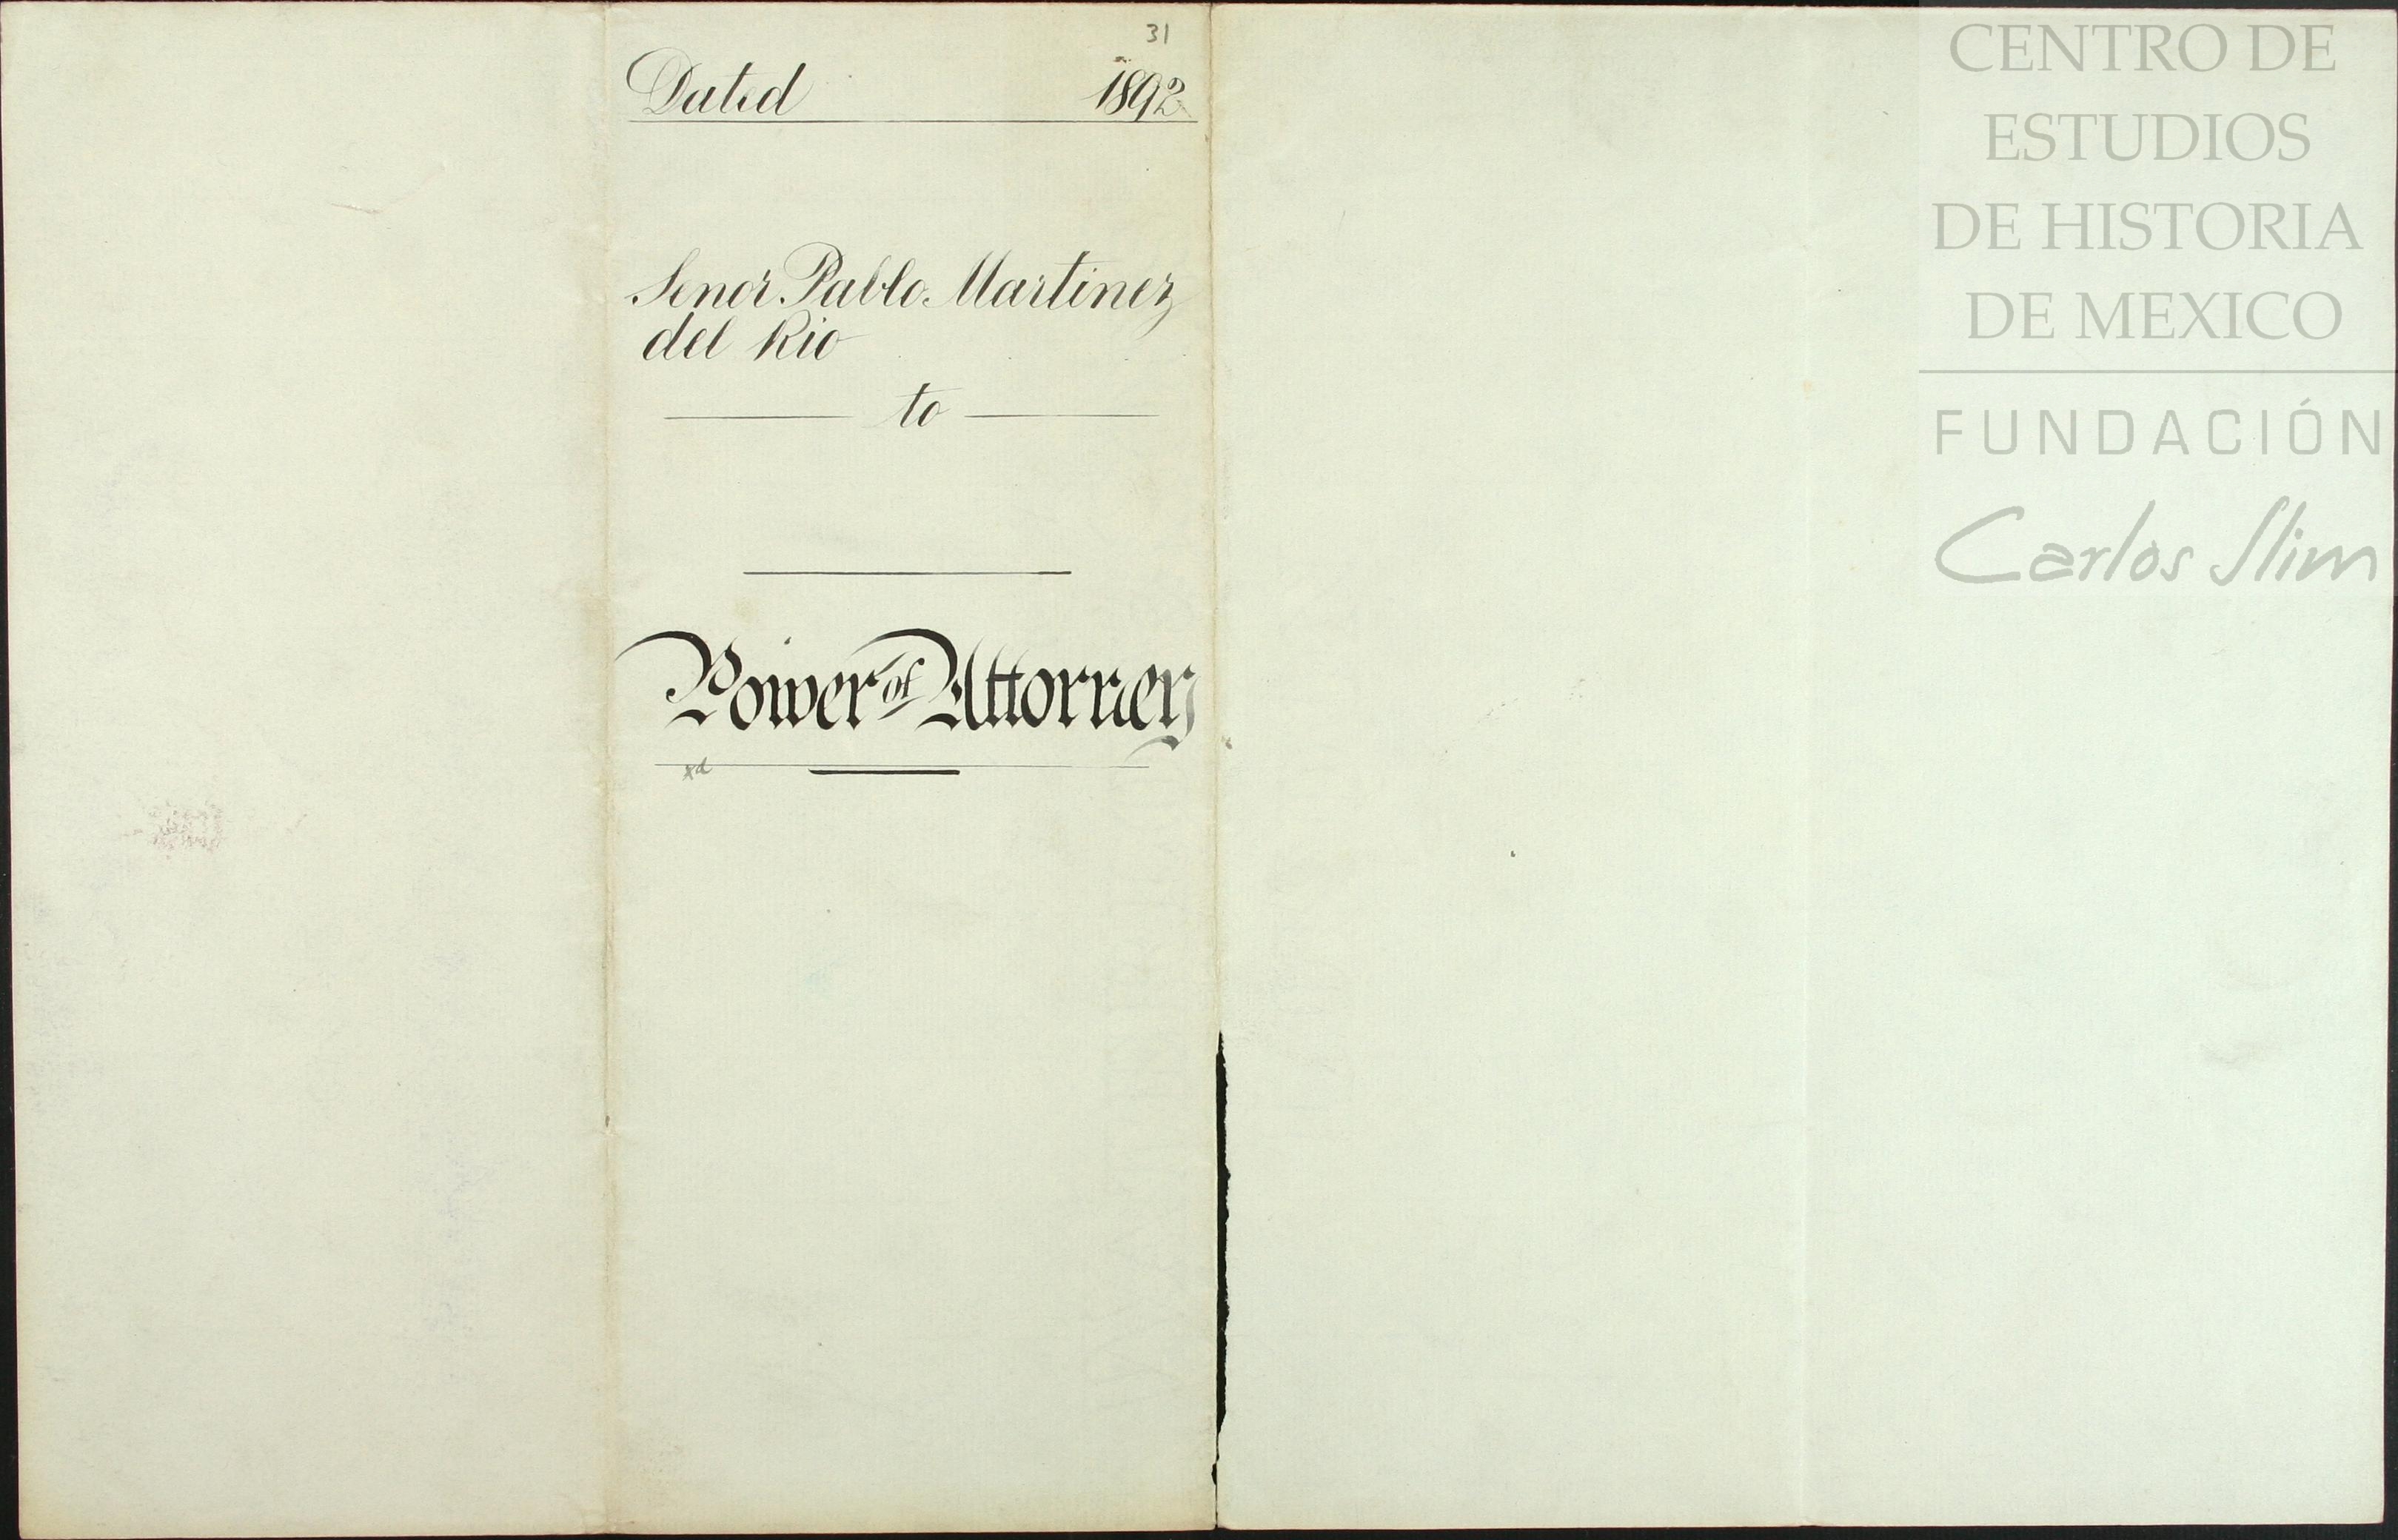 31
Dated 1892
Senor Pablo Martinez
del Rio
to
Power of Attorney
xd
CENTRO DE
ESTUDIOS
DE HISTORIA
DE MEXICO
FUNDACIÓN
Carlos Slim